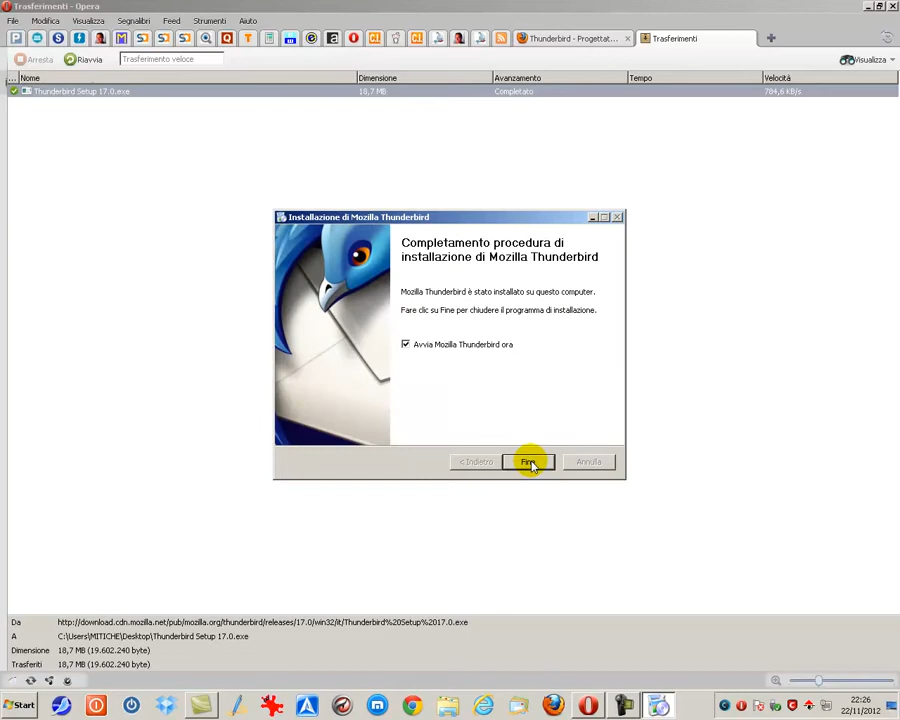 Trasferimenti - Opera
File Modifica Visualizza Segnalibri Feed Strumenti Aiuto
Thunderbird - Progettat... Trasferimenti
Arresta Riavvia Trasferimento veloce Visualizza
... Nome Dimensione Avanzamento Tempo Velocità
Thunderbird Setup 17.0.exe 18,7 MB Completato 784,6 KB/s
Installazione di Mozilla Thunderbird
Completamento procedura di
installazione di Mozilla Thunderbird
Mozilla Thunderbird è stato installato su questo computer.
Fare clic su Fine per chiudere il programma di installazione.
Avvia Mozilla Thunderbird ora
< Indietro Fine Annulla
Da http://download.cdn.mozilla.net/pub/mozilla.org/thunderbird/releases/17.0/win32/it/Thunderbird%20Setup%2017.0.exe
A C:\Users\MITICHE\Desktop\Thunderbird Setup 17.0.exe
Dimensione 18,7 MB (19.602.240 byte)
Trasferiti 18,7 MB (19.602.240 byte)
Start
22:26
22/11/2012